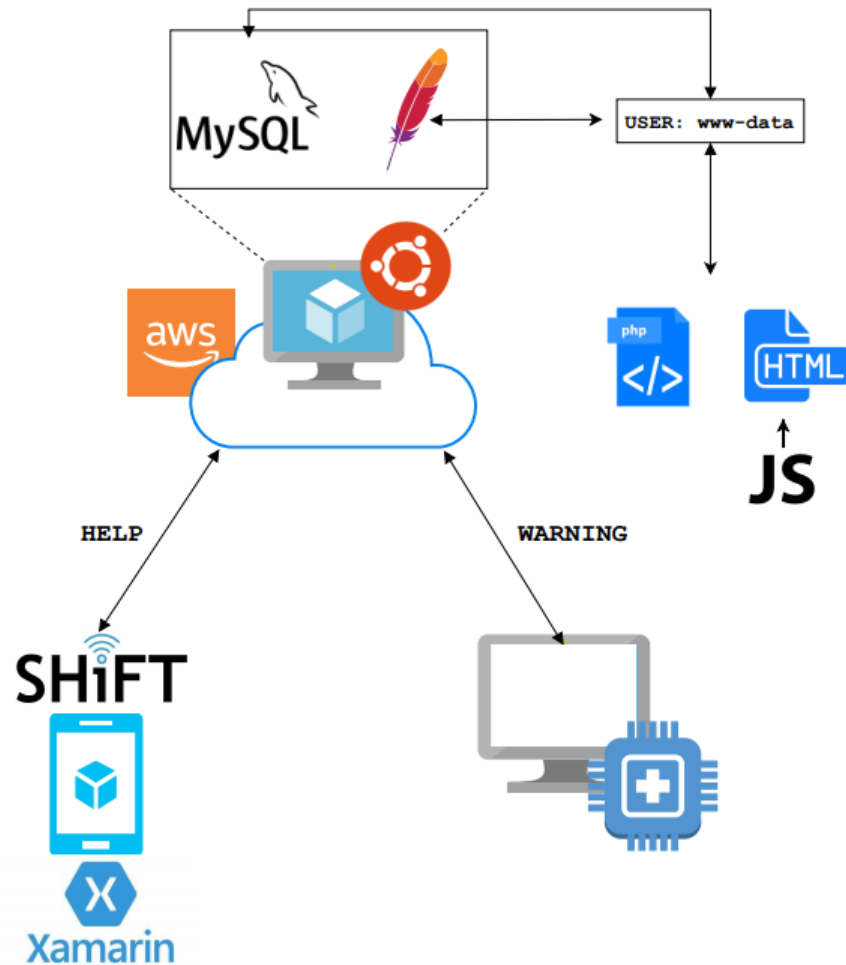 MySQL
USER: www-data
aws
php
</>
HTML
JS
HELP
WARNING
SHiFT
X
Xamarin